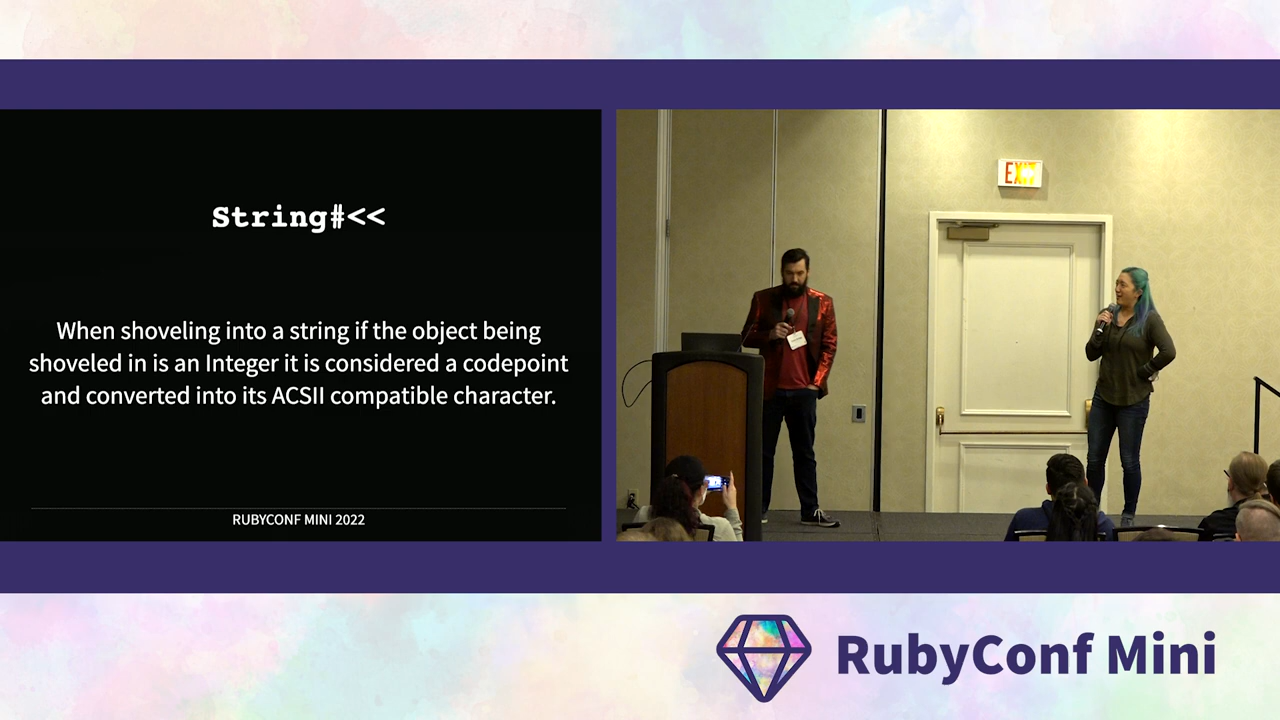 String#<<
When shoveling into a string if the object being
shoveled in is an Integer it is considered a codepoint
and converted into its ACSII compatible character.
RUBYCONF MINI 2022
EXIT
RubyConf Mini